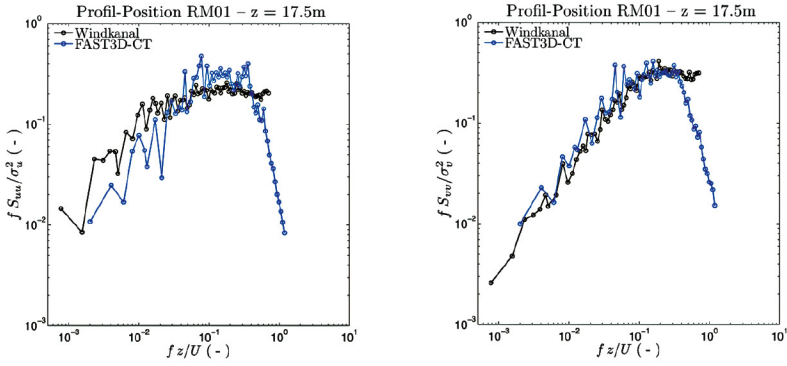 Profil-Position RM01 – z = 17.5m
Windkanal
FAST3D-CT
10^0
10^-1
10^-2
10^-3
f S_uu/σ_u^2 ( - )
10^-3 10^-2 10^-1 10^0 10^1
f z/U ( - )
Profil-Position RM01 – z = 17.5m
Windkanal
FAST3D-CT
10^0
10^-1
10^-2
10^-3
f S_vv/σ_v^2 ( - )
10^-3 10^-2 10^-1 10^0 10^1
f z/U ( - )